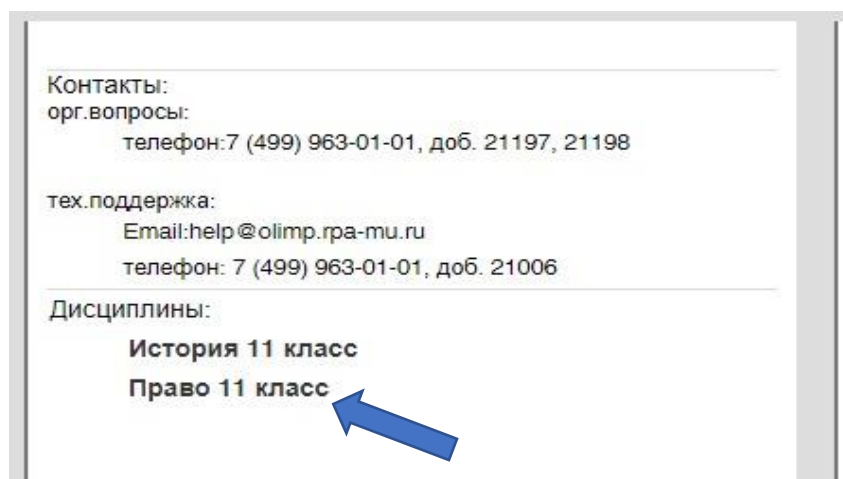 Контакты:
орг.вопросы:
телефон:7 (499) 963-01-01, доб. 21197, 21198
тех.поддержка:
Email:help@olimp.rpa-mu.ru
телефон: 7 (499) 963-01-01, доб. 21006
Дисциплины:
История 11 класс
Право 11 класс